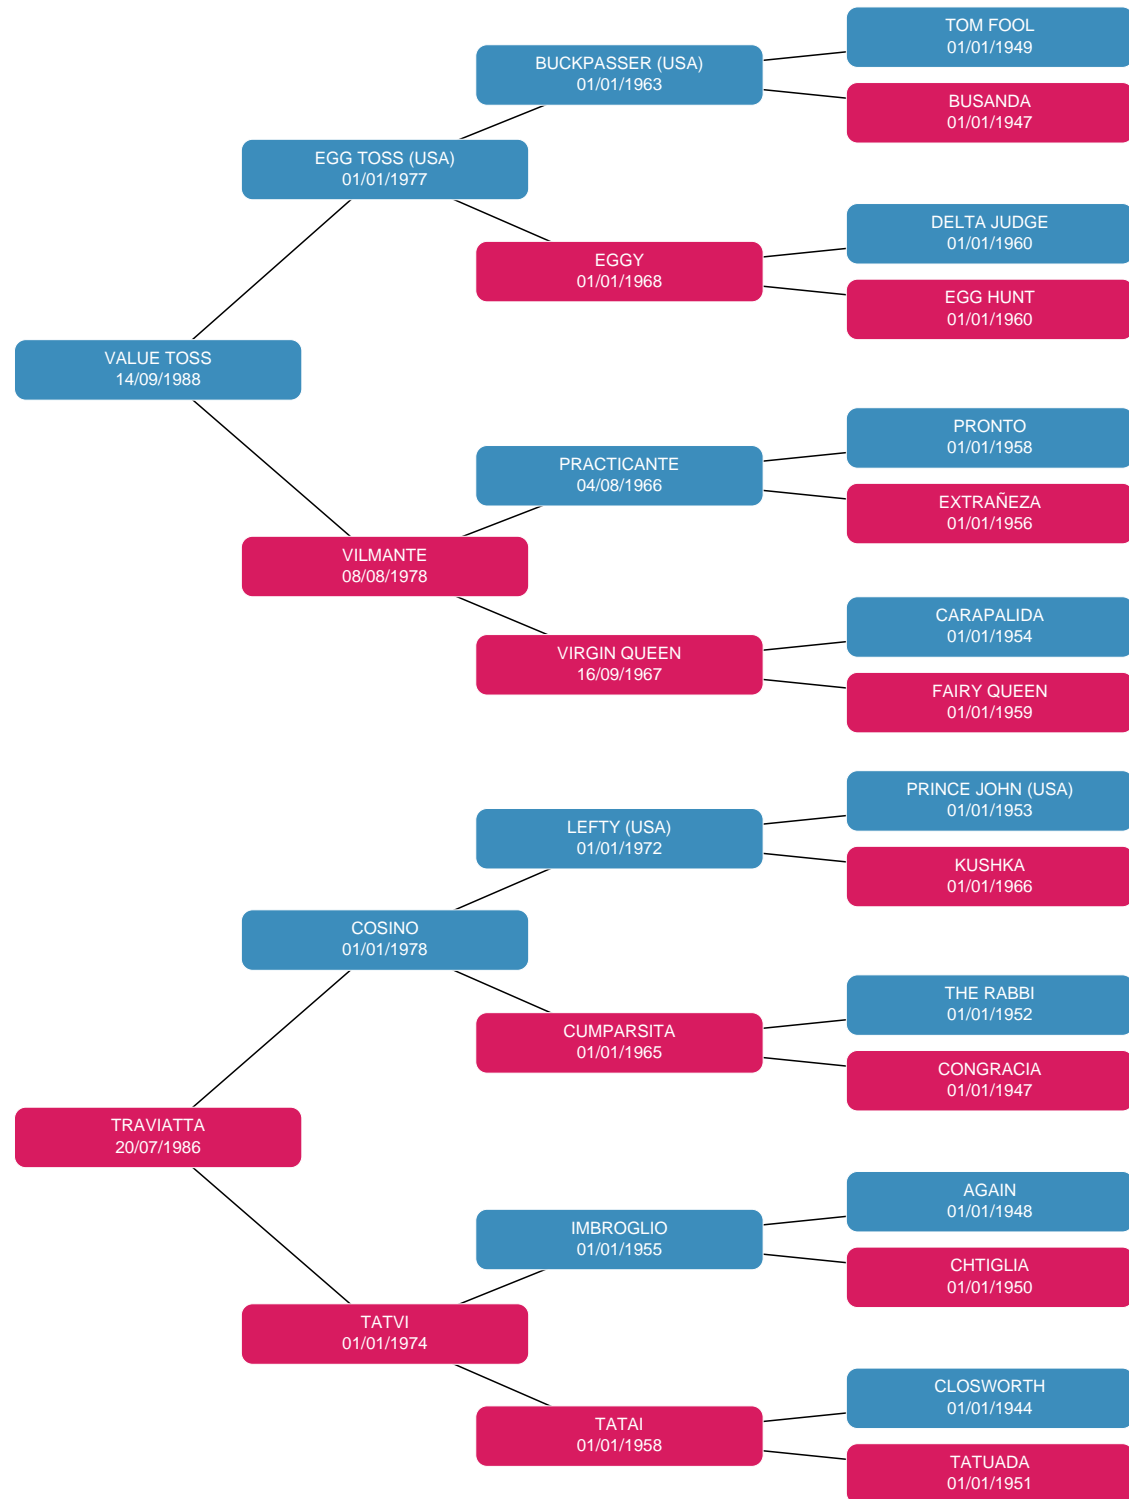 TOM FOOL
01/01/1949
BUCKPASSER (USA)
01/01/1963
BUSANDA
01/01/1947
EGG TOSS (USA)
01/01/1977
DELTA JUDGE
01/01/1960
EGGY
01/01/1968
EGG HUNT
01/01/1960
VALUE TOSS
14/09/1988
PRONTO
01/01/1958
PRACTICANTE
04/08/1966
EXTRAÑEZA
01/01/1956
VILMANTE
08/08/1978
CARAPALIDA
01/01/1954
VIRGIN QUEEN
16/09/1967
FAIRY QUEEN
01/01/1959
PRINCE JOHN (USA)
01/01/1953
LEFTY (USA)
01/01/1972
KUSHKA
01/01/1966
COSINO
01/01/1978
THE RABBI
01/01/1952
CUMPARSITA
01/01/1965
CONGRACIA
01/01/1947
TRAVIATTA
20/07/1986
AGAIN
01/01/1948
IMBROGLIO
01/01/1955
CHTIGLIA
01/01/1950
TATVI
01/01/1974
CLOSWORTH
01/01/1944
TATAI
01/01/1958
TATUADA
01/01/1951